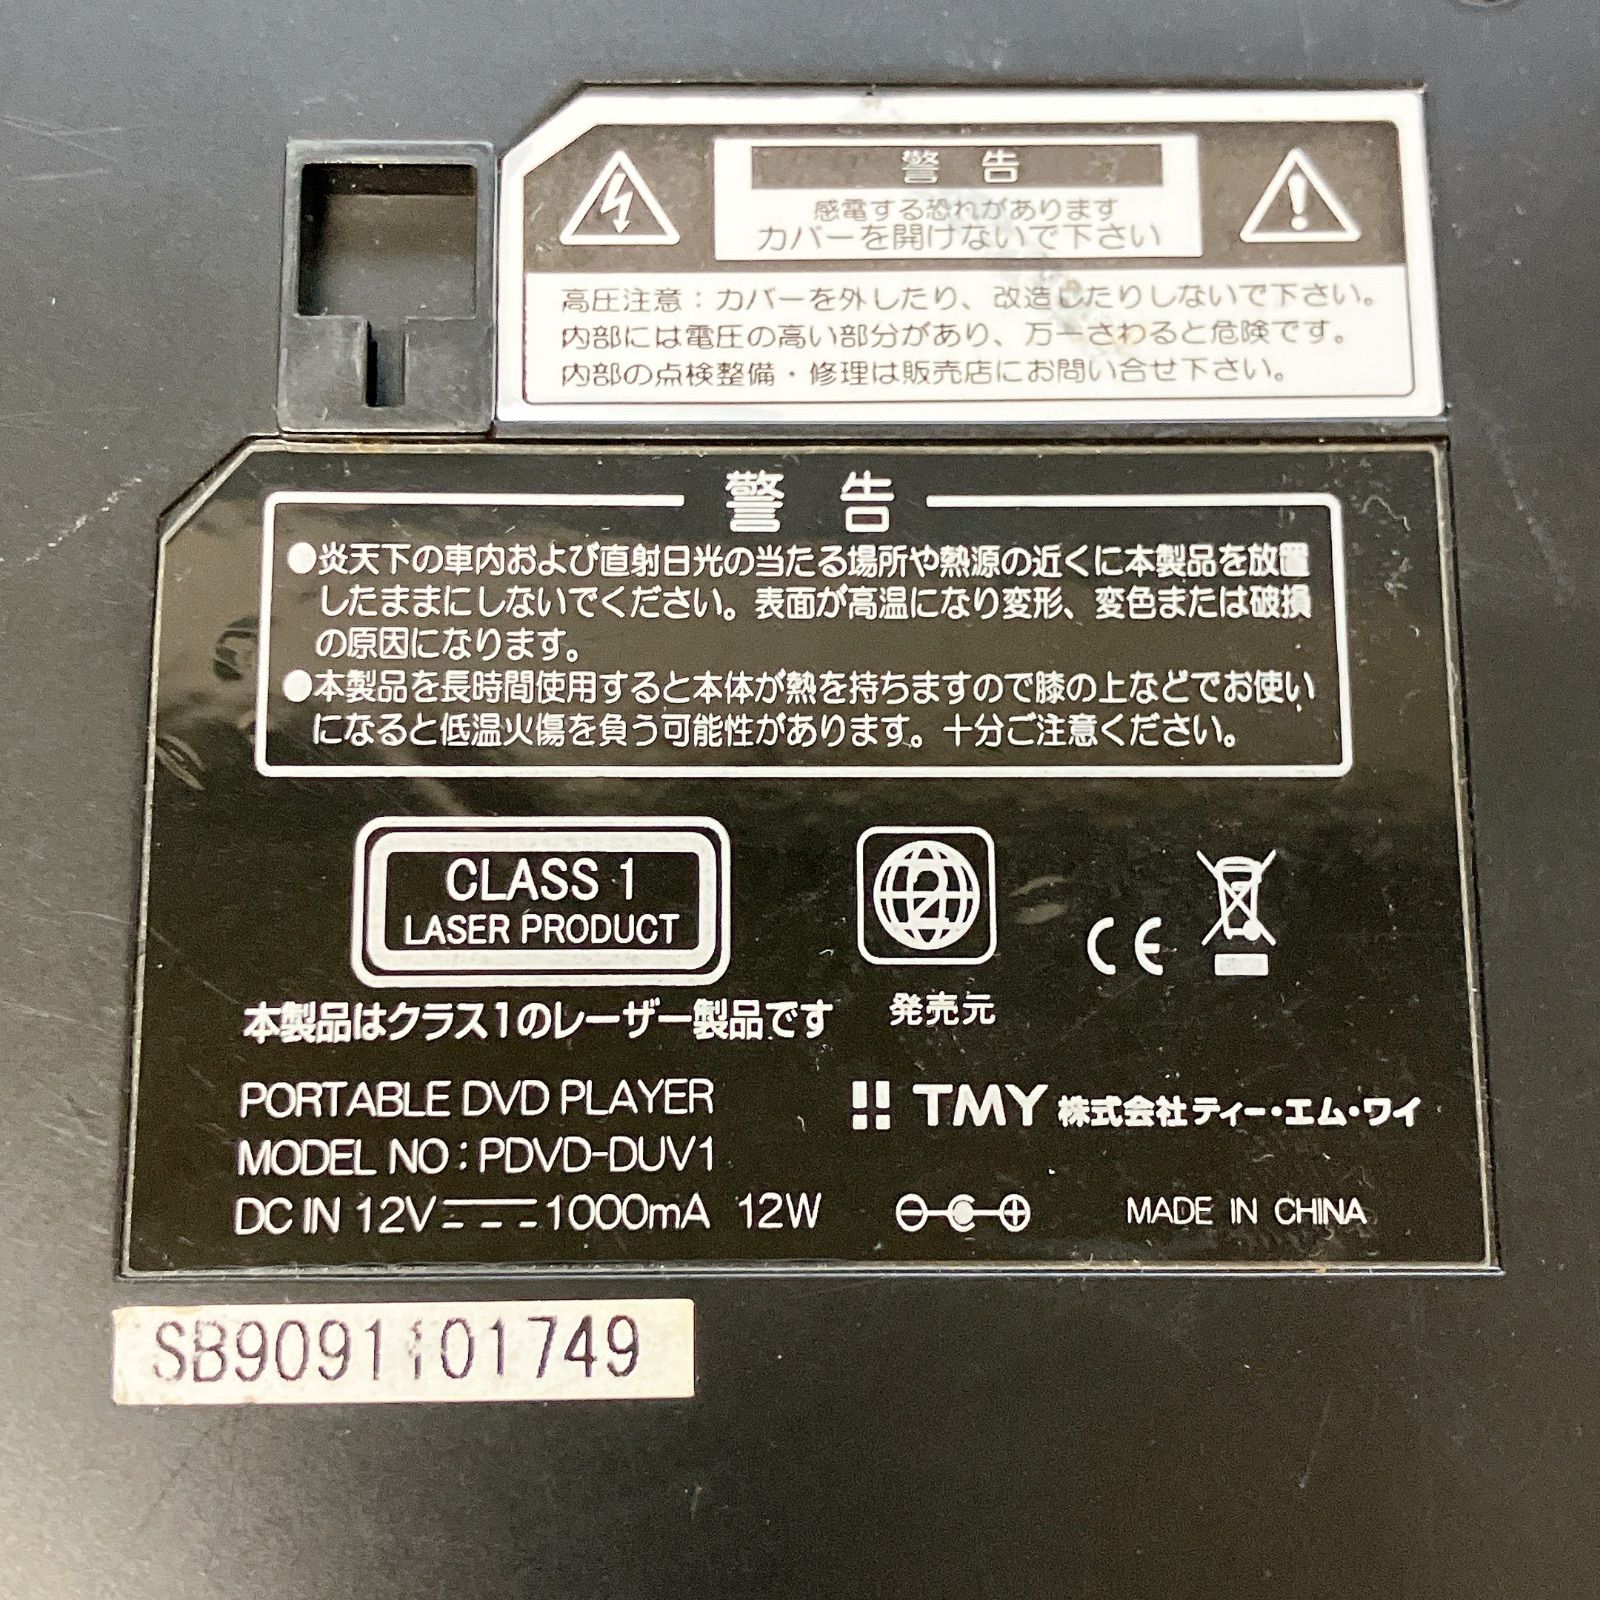 警 告
感電する恐れがあります
カバーを開けないで下さい
高圧注意：カバーを外したり、改造したりしないで下さい。
内部には電圧の高い部分があり、万一さわると危険です。
内部の点検整備・修理は販売店にお問い合せ下さい。
警 告
●炎天下の車内および直射日光の当たる場所や熱源の近くに本製品を放置
したままにしないでください。表面が高温になり変形、変色または破損
の原因になります。
●本製品を長時間使用すると本体が熱を持ちますので膝の上などでお使い
になると低温火傷を負う可能性があります。十分ご注意ください。
CLASS 1
LASER PRODUCT
2
本製品はクラス1のレーザー製品です
発売元
CE
PORTABLE DVD PLAYER
TMY 株式会社ティー・エム・ワイ
MODEL NO : PDVD-DUV1
DC IN 12V 1000mA 12W
MADE IN CHINA
SB9091101749